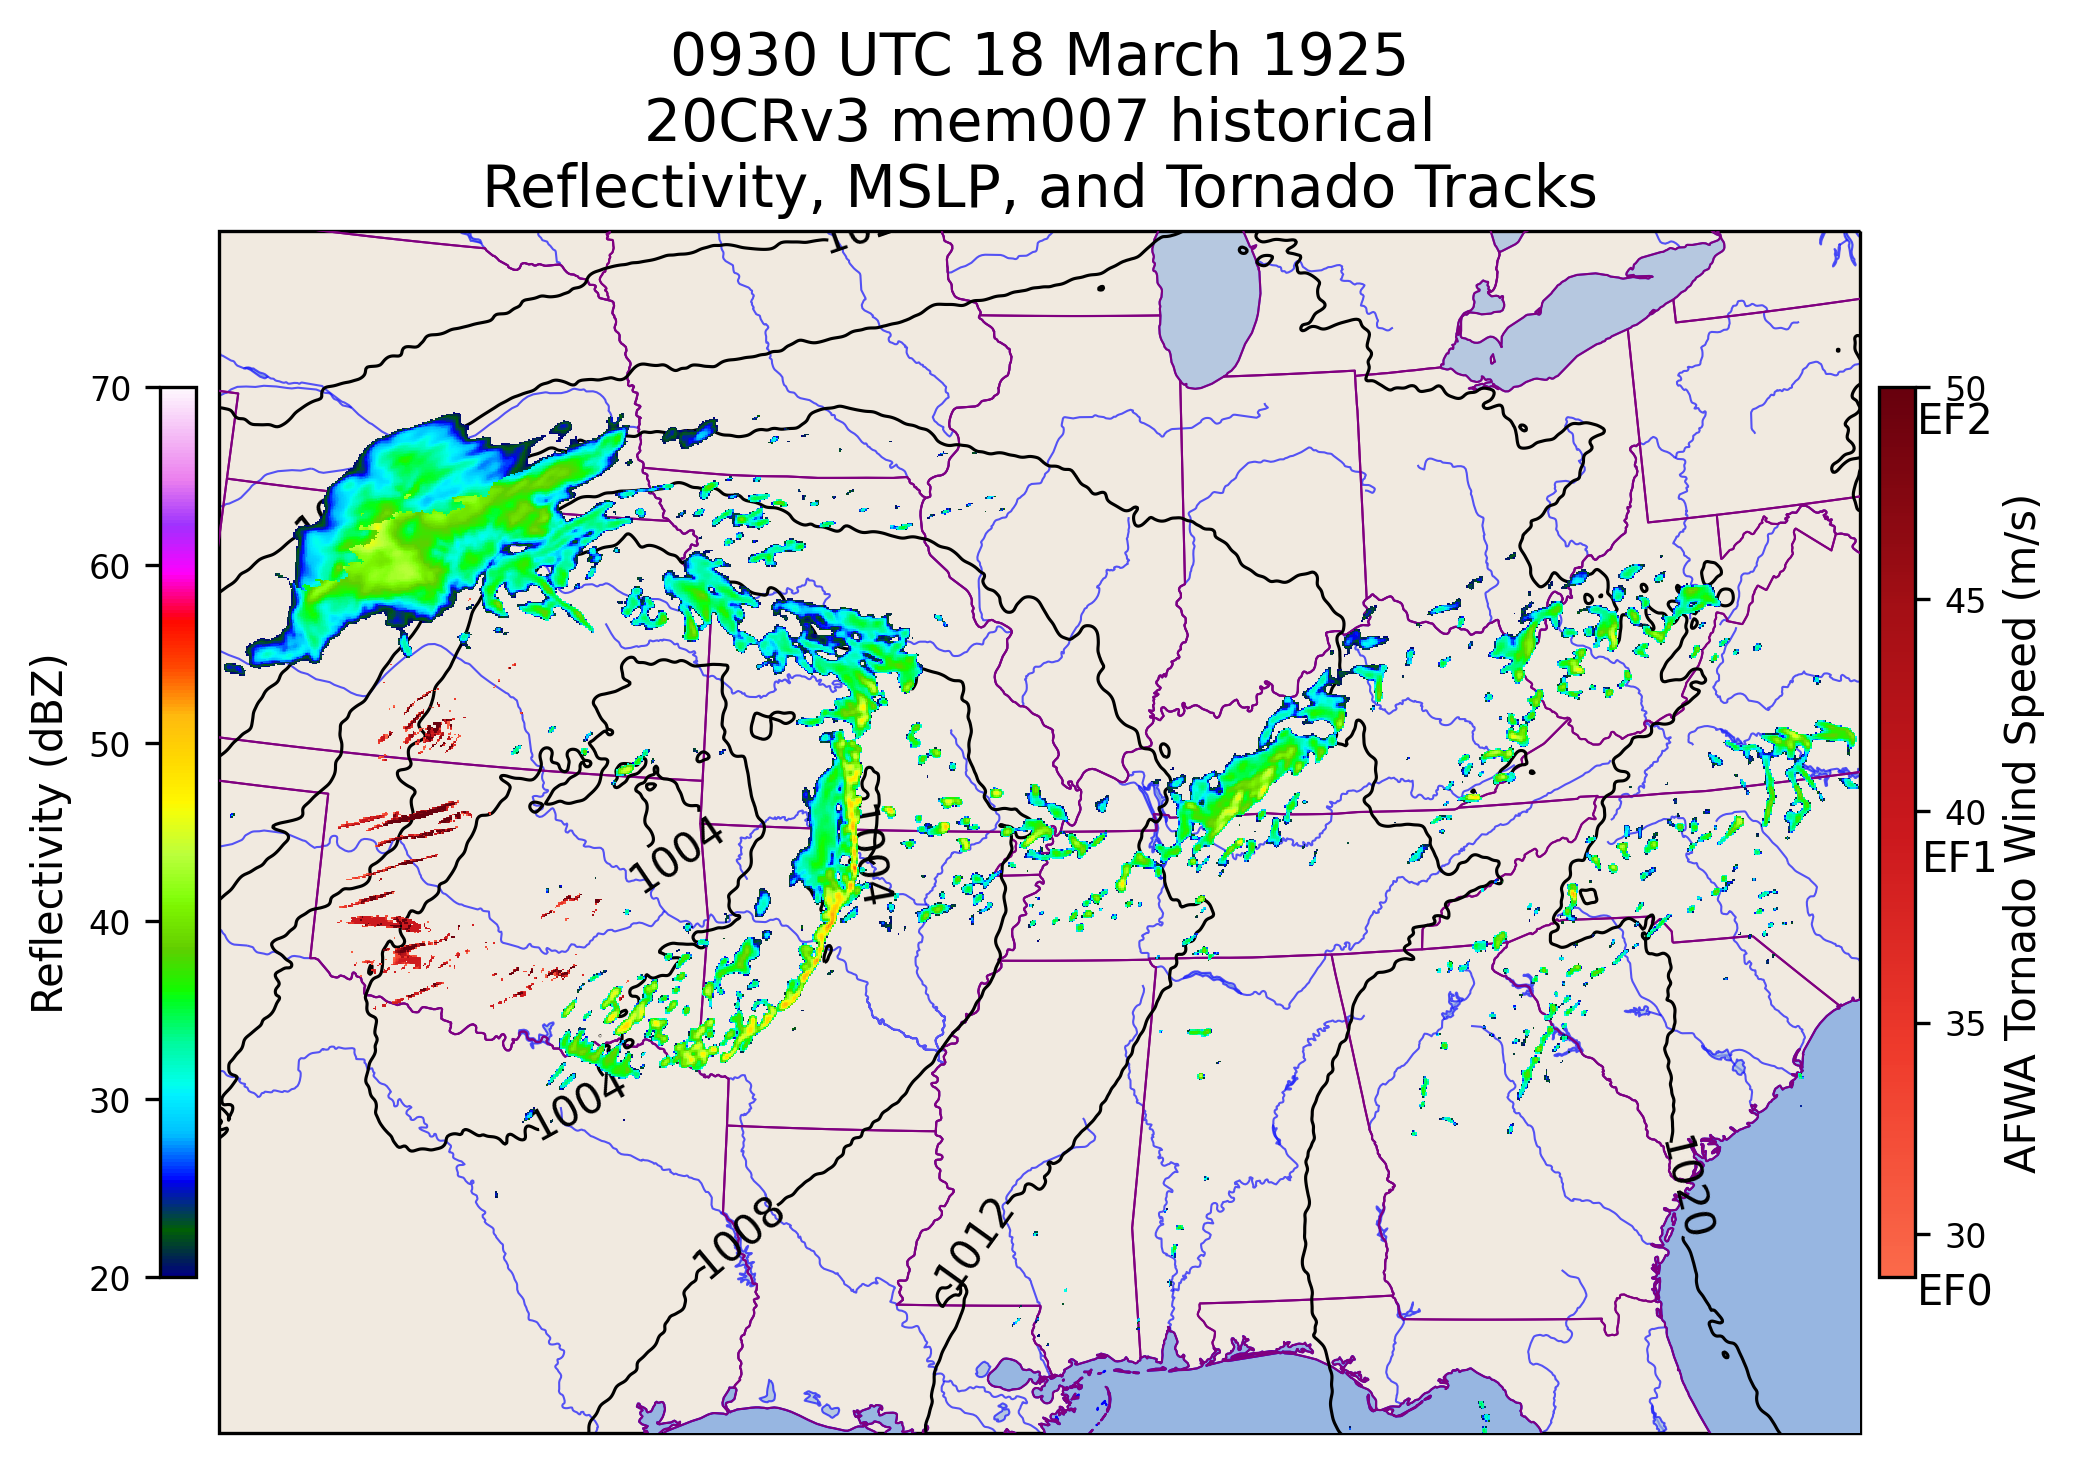 0930 UTC 18 March 1925
20CRv3 mem007 historical
Reflectivity, MSLP, and Tornado Tracks
70
60
50
40
30
20
Reflectivity (dBZ)
1004
1004
1004
1008
1012
1020
50
EF2
45
40
EF1
35
30
EF0
AFWA Tornado Wind Speed (m/s)